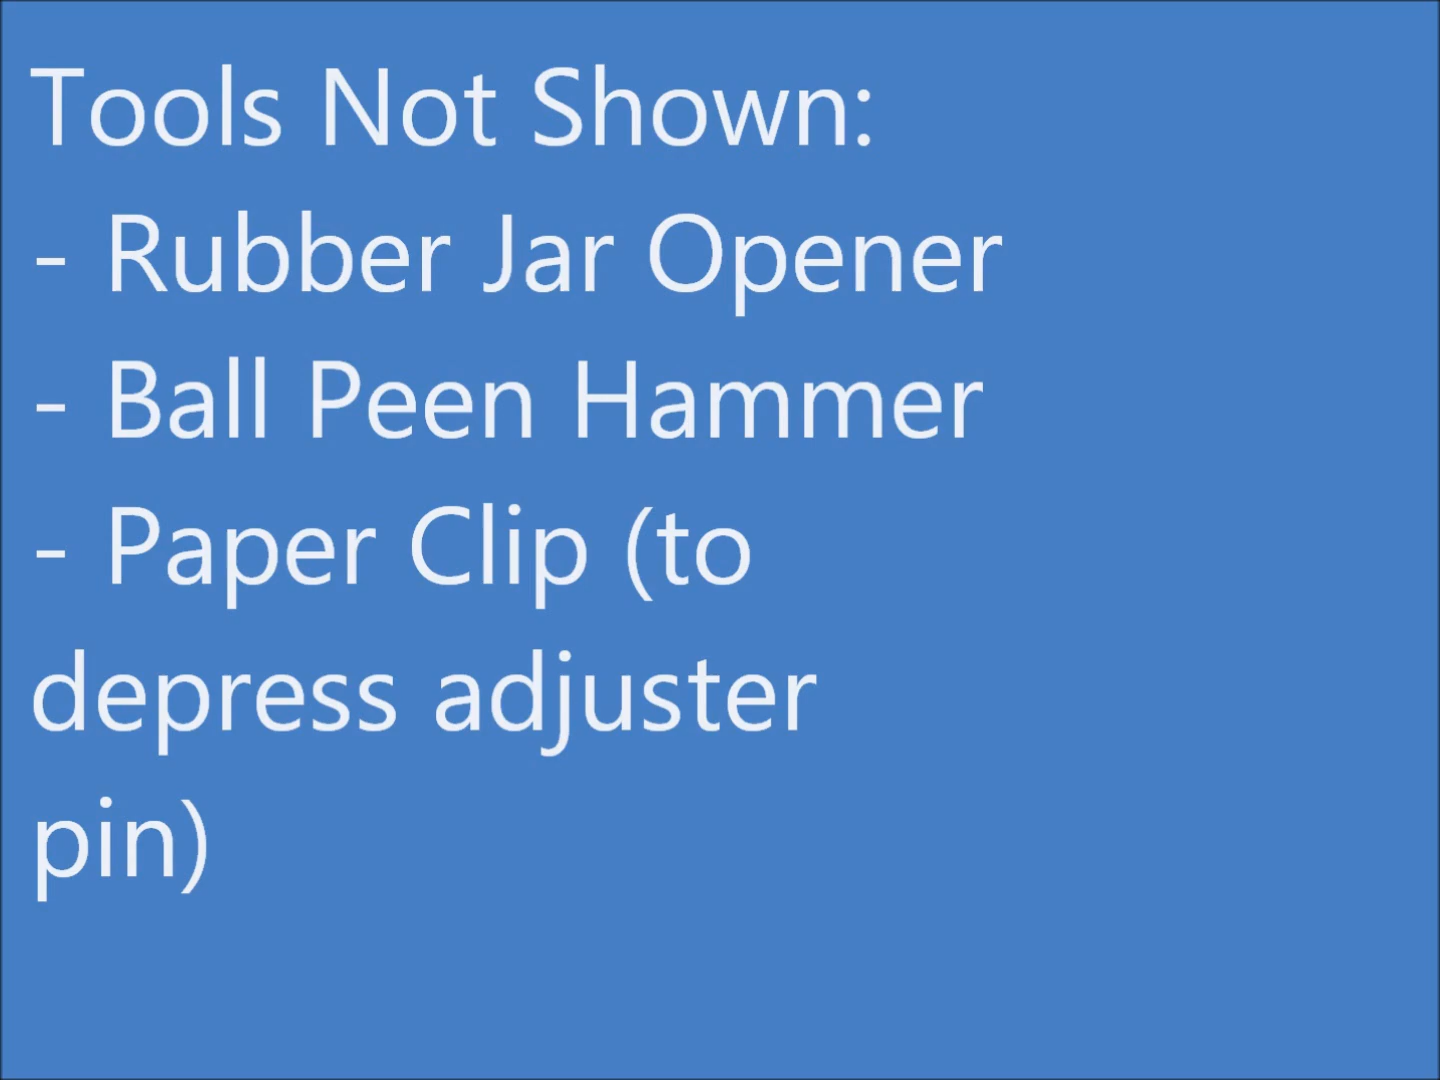 Tools Not Shown:
- Rubber Jar Opener
- Ball Peen Hammer
- Paper Clip (to
depress adjuster
pin)